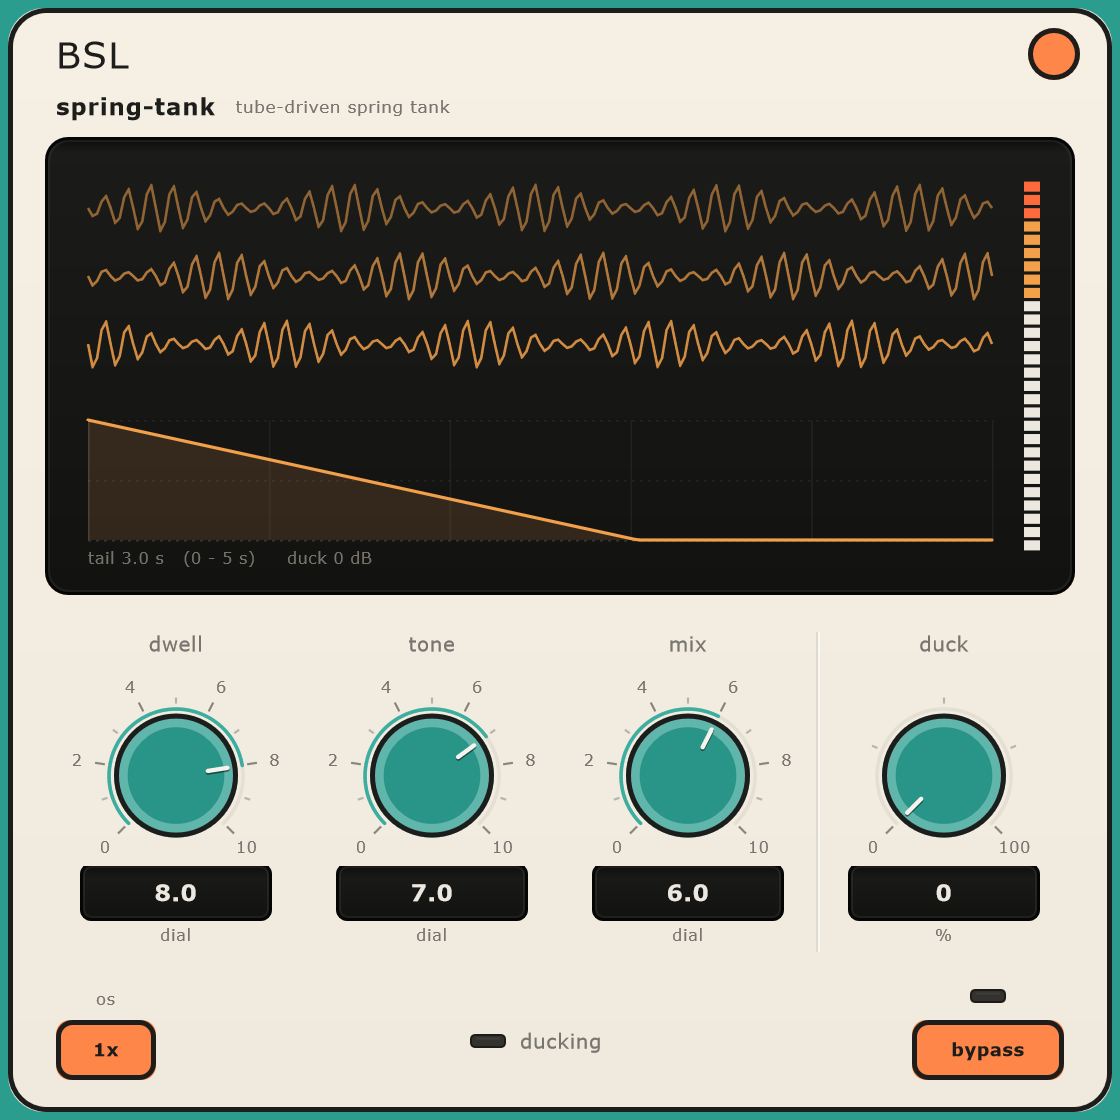 BSL
spring-tank tube-driven spring tank
tail 3.0 s (0 - 5 s) duck 0 dB
dwell tone mix duck
4 6 4 6 4 6
2 8 2 8 2 8
0 10 0 10 0 10 0 100
8.0 7.0 6.0 0
dial dial dial %
os
1x ducking bypass